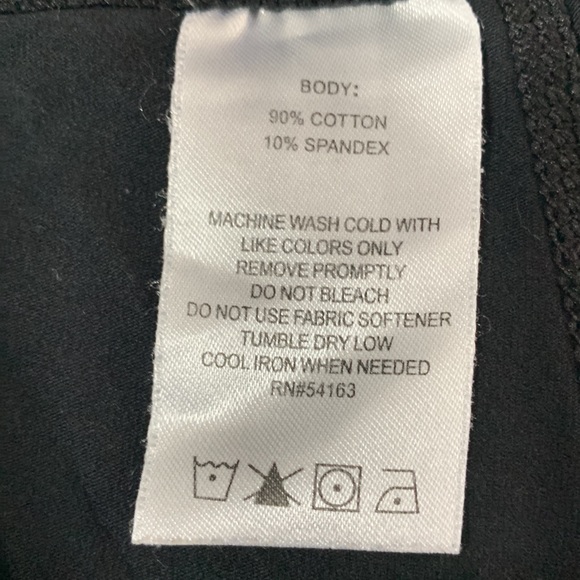 BODY:
90% COTTON
10% SPANDEX
MACHINE WASH COLD WITH
LIKE COLORS ONLY
REMOVE PROMPTLY
DO NOT BLEACH
DO NOT USE FABRIC SOFTENER
TUMBLE DRY LOW
COOL IRON WHEN NEEDED
RN#54163